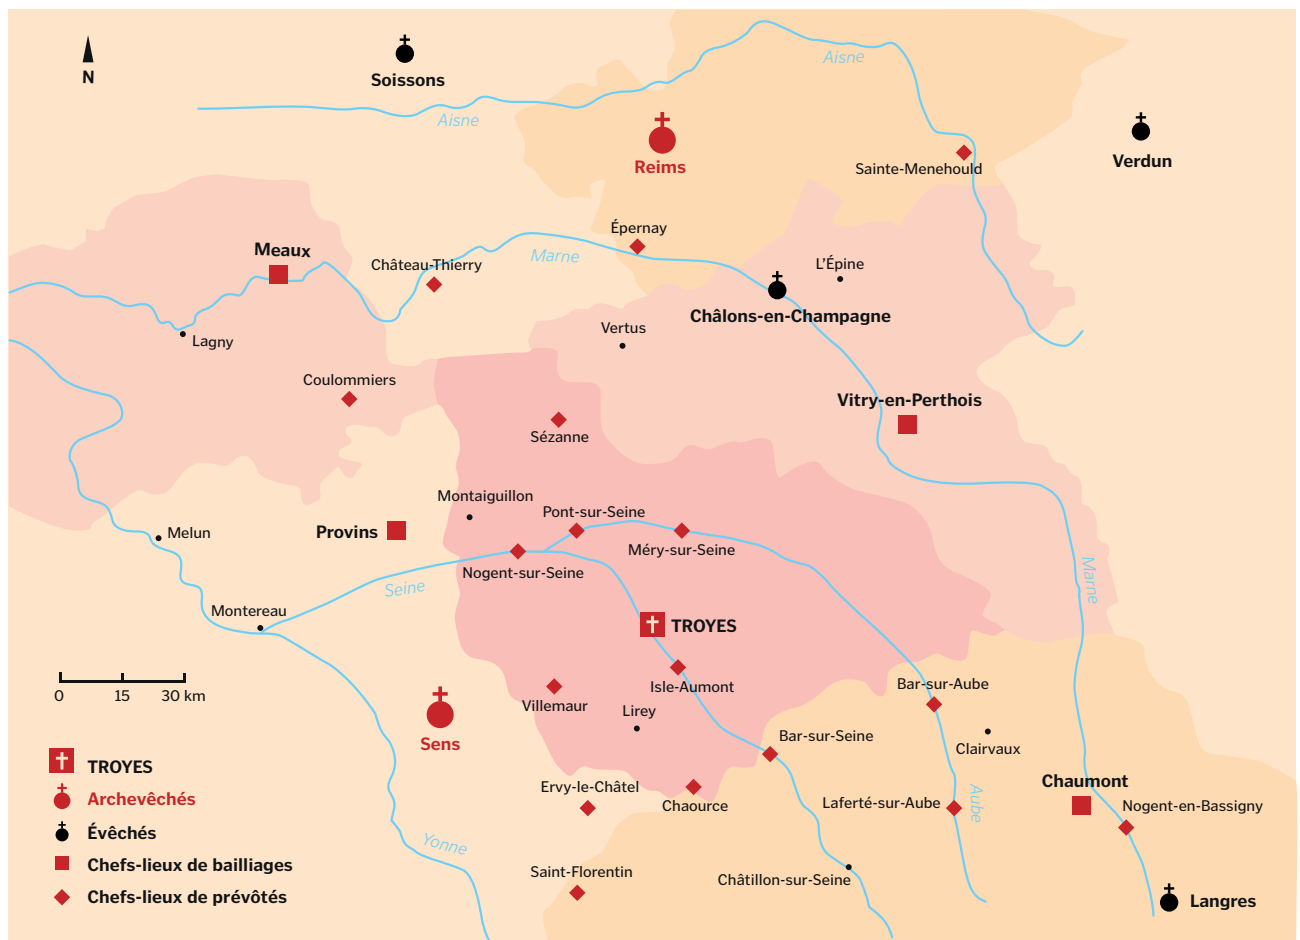 N
Soissons
Aisne
Aisne
Reims
Verdun
Sainte-Menehould
Épernay
Meaux
Marne
Château-Thierry
L’Épine
Châlons-en-Champagne
Vertus
Lagny
Coulommiers
Vitry-en-Perthois
Sézanne
Montaiguillon
Pont-sur-Seine
Provins
Melun
Méry-sur-Seine
Nogent-sur-Seine
Marne
Seine
Montereau
TROYES
Isle-Aumont
Bar-sur-Aube
0 15 30 km
Villemaur
Lirey
Bar-sur-Seine
Sens
Clairvaux
Chaumont
TROYES
Ervy-le-Châtel
Chaource
Laferté-sur-Aube
Aube
Nogent-en-Bassigny
Archevêchés
Évêchés
Yonne
Chefs-lieux de bailliages
Saint-Florentin
Châtillon-sur-Seine
Chefs-lieux de prévôtés
Langres